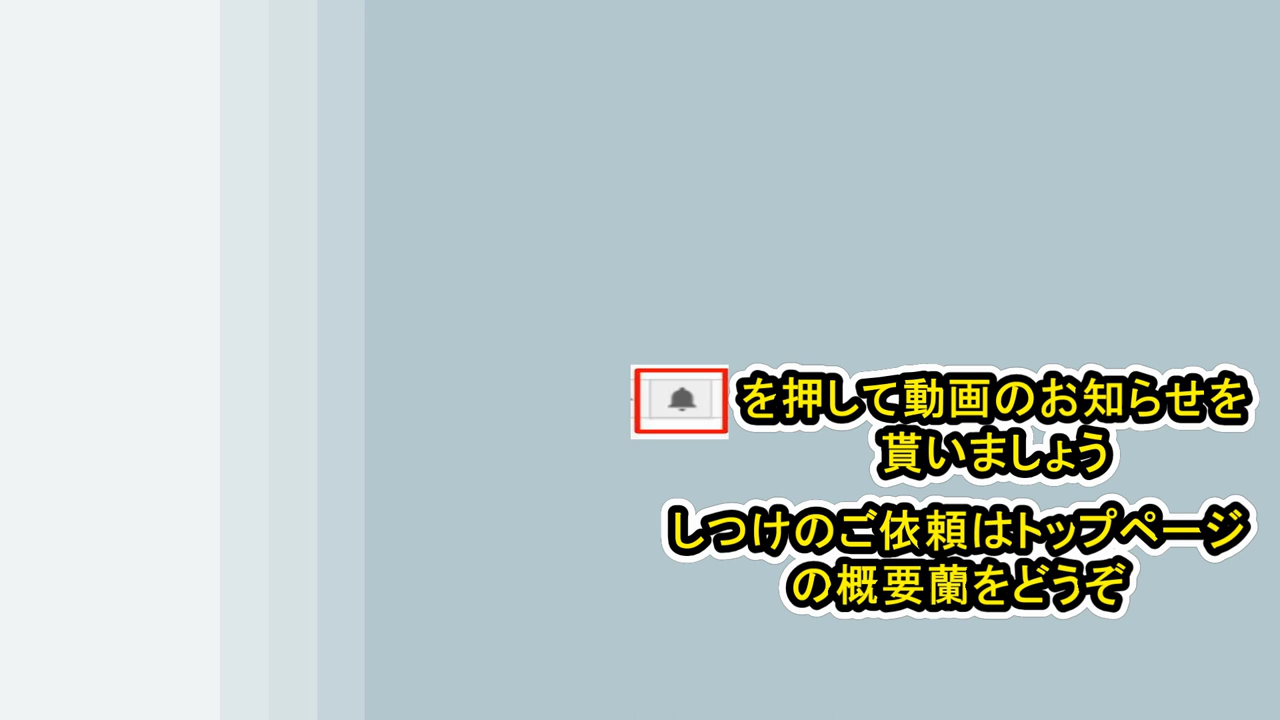 を押して動画のお知らせを
貰いましょう
しつけのご依頼はトップページ
の概要蘭をどうぞ